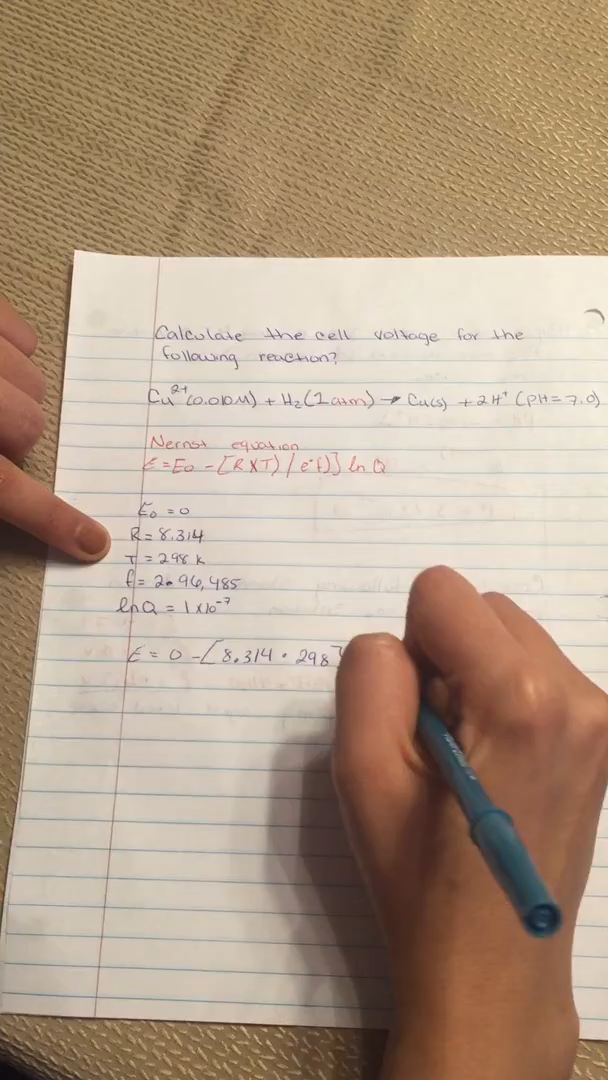 Calculate the cell voltage for the
following reaction?
Cu²⁺(0.010M) + H₂(1atm) → Cu(s) + 2H⁺ (PH=7.0)
Nernst equation
E = E₀ - [R×T) / e·f)] ln Q
E₀ = 0
R = 8.314
T = 298 k
f = 2•96,485
lnQ = 1×10⁻⁷
E = 0 - [8.314 • 298